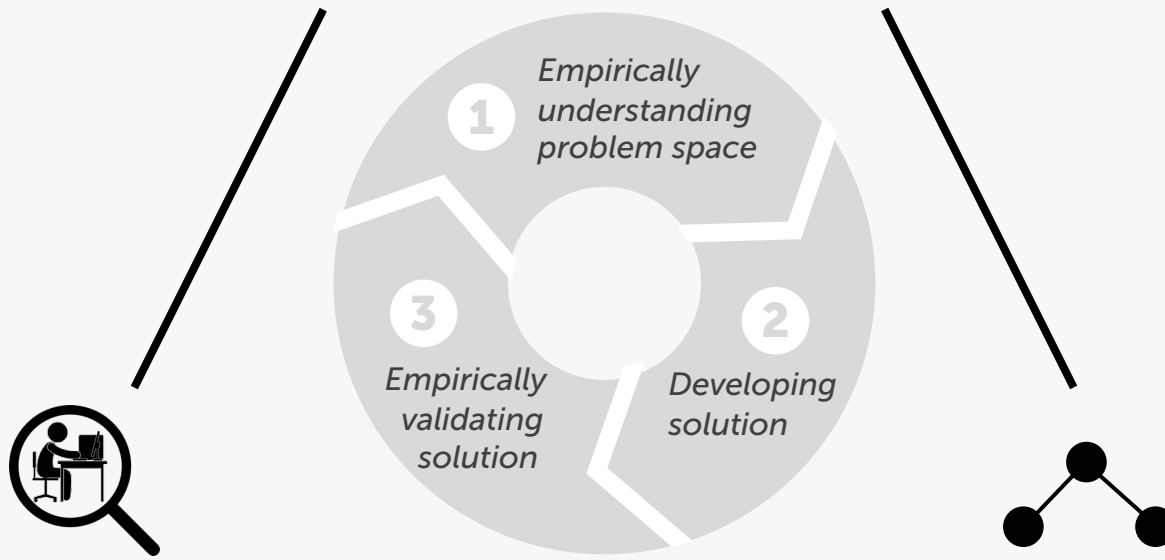 1
Empirically
understanding
problem space
2
Developing
solution
3
Empirically
validating
solution